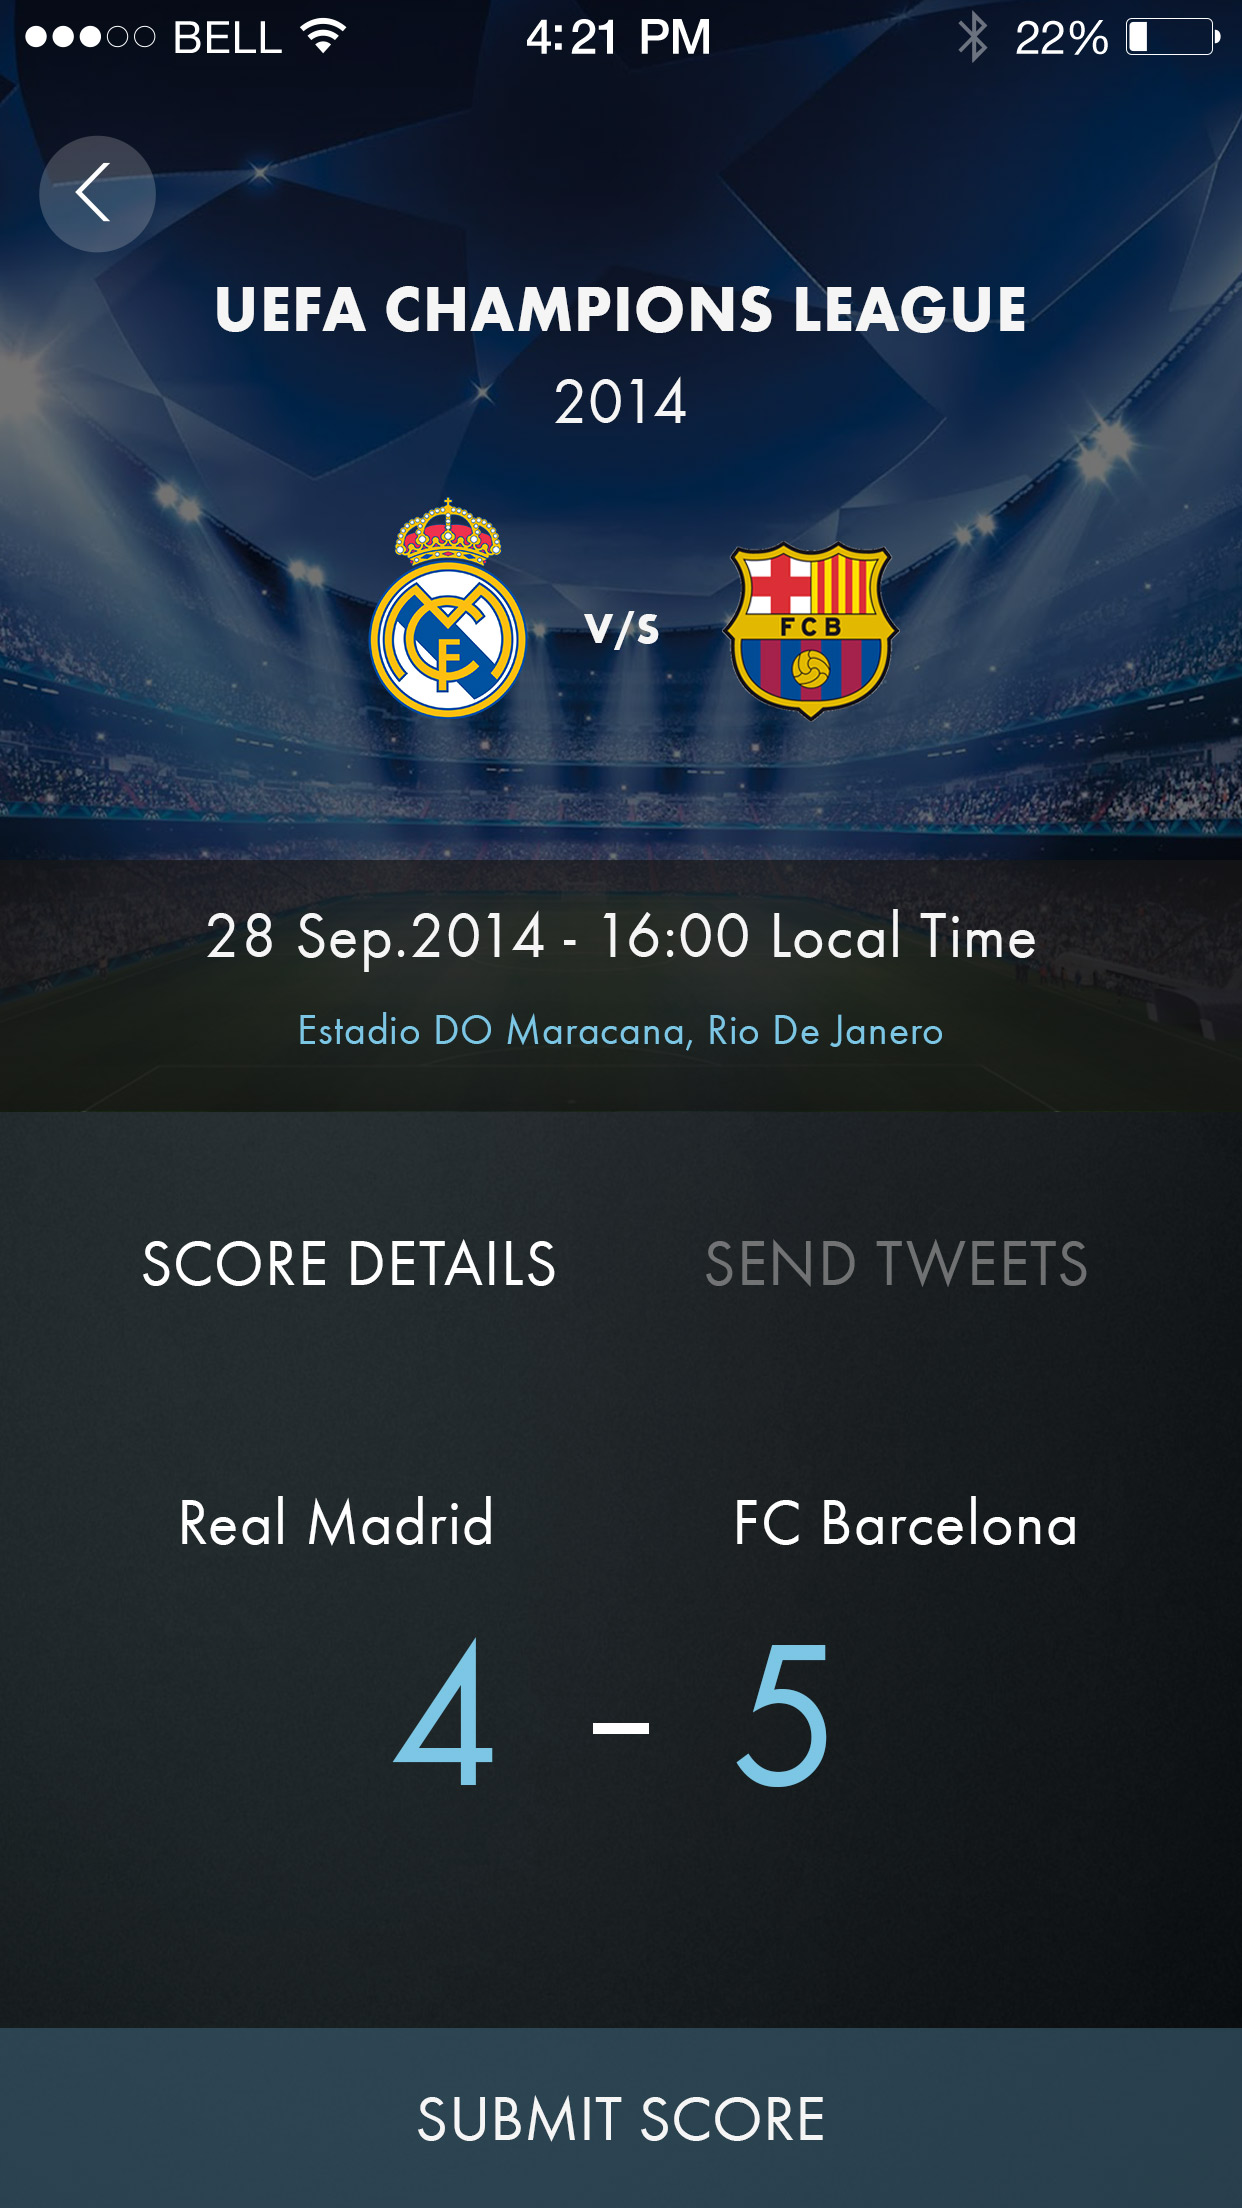 BELL 4:21 PM 22%
UEFA CHAMPIONS LEAGUE
2014
V/S
FCB
28 Sep.2014 - 16:00 Local Time
Estadio DO Maracana, Rio De Janero
SCORE DETAILS SEND TWEETS
Real Madrid FC Barcelona
4 - 5
SUBMIT SCORE